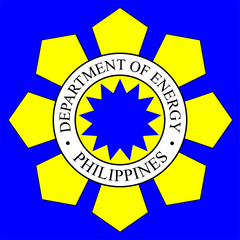 DEPARTMENT OF ENERGY
PHILIPPINES